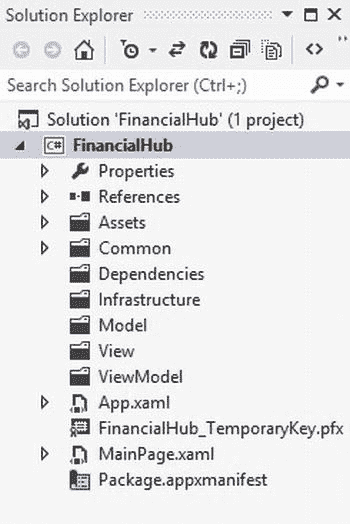 Solution Explorer
Search Solution Explorer (Ctrl+;)
Solution 'FinancialHub' (1 project)
C# FinancialHub
Properties
References
Assets
Common
Dependencies
Infrastructure
Model
View
ViewModel
App.xaml
FinancialHub_TemporaryKey.pfx
MainPage.xaml
Package.appxmanifest